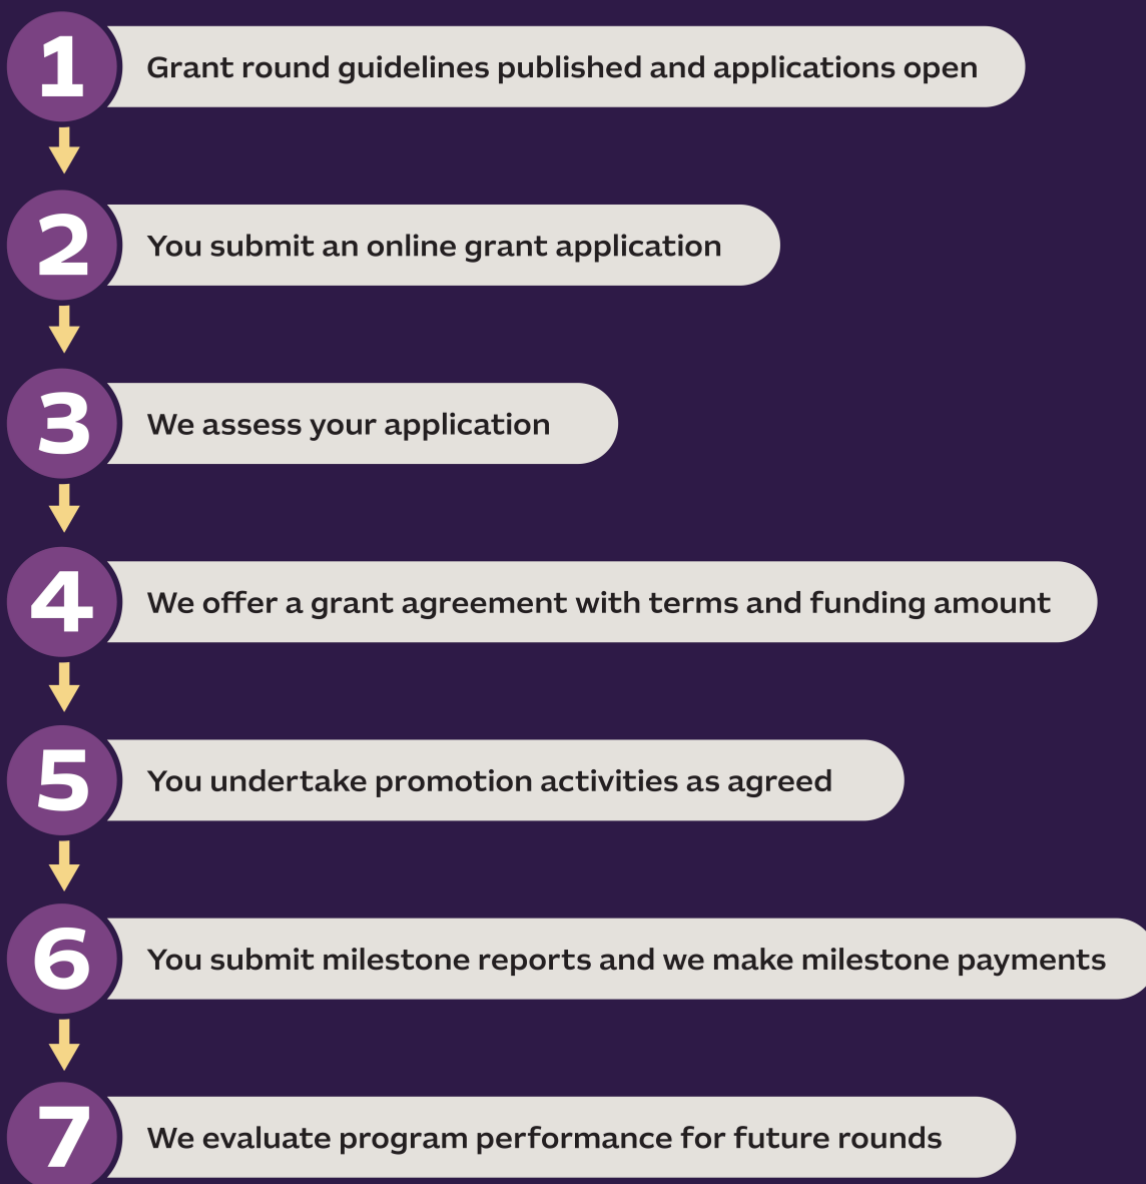 1 Grant round guidelines published and applications open
2 You submit an online grant application
3 We assess your application
4 We offer a grant agreement with terms and funding amount
5 You undertake promotion activities as agreed
6 You submit milestone reports and we make milestone payments
7 We evaluate program performance for future rounds